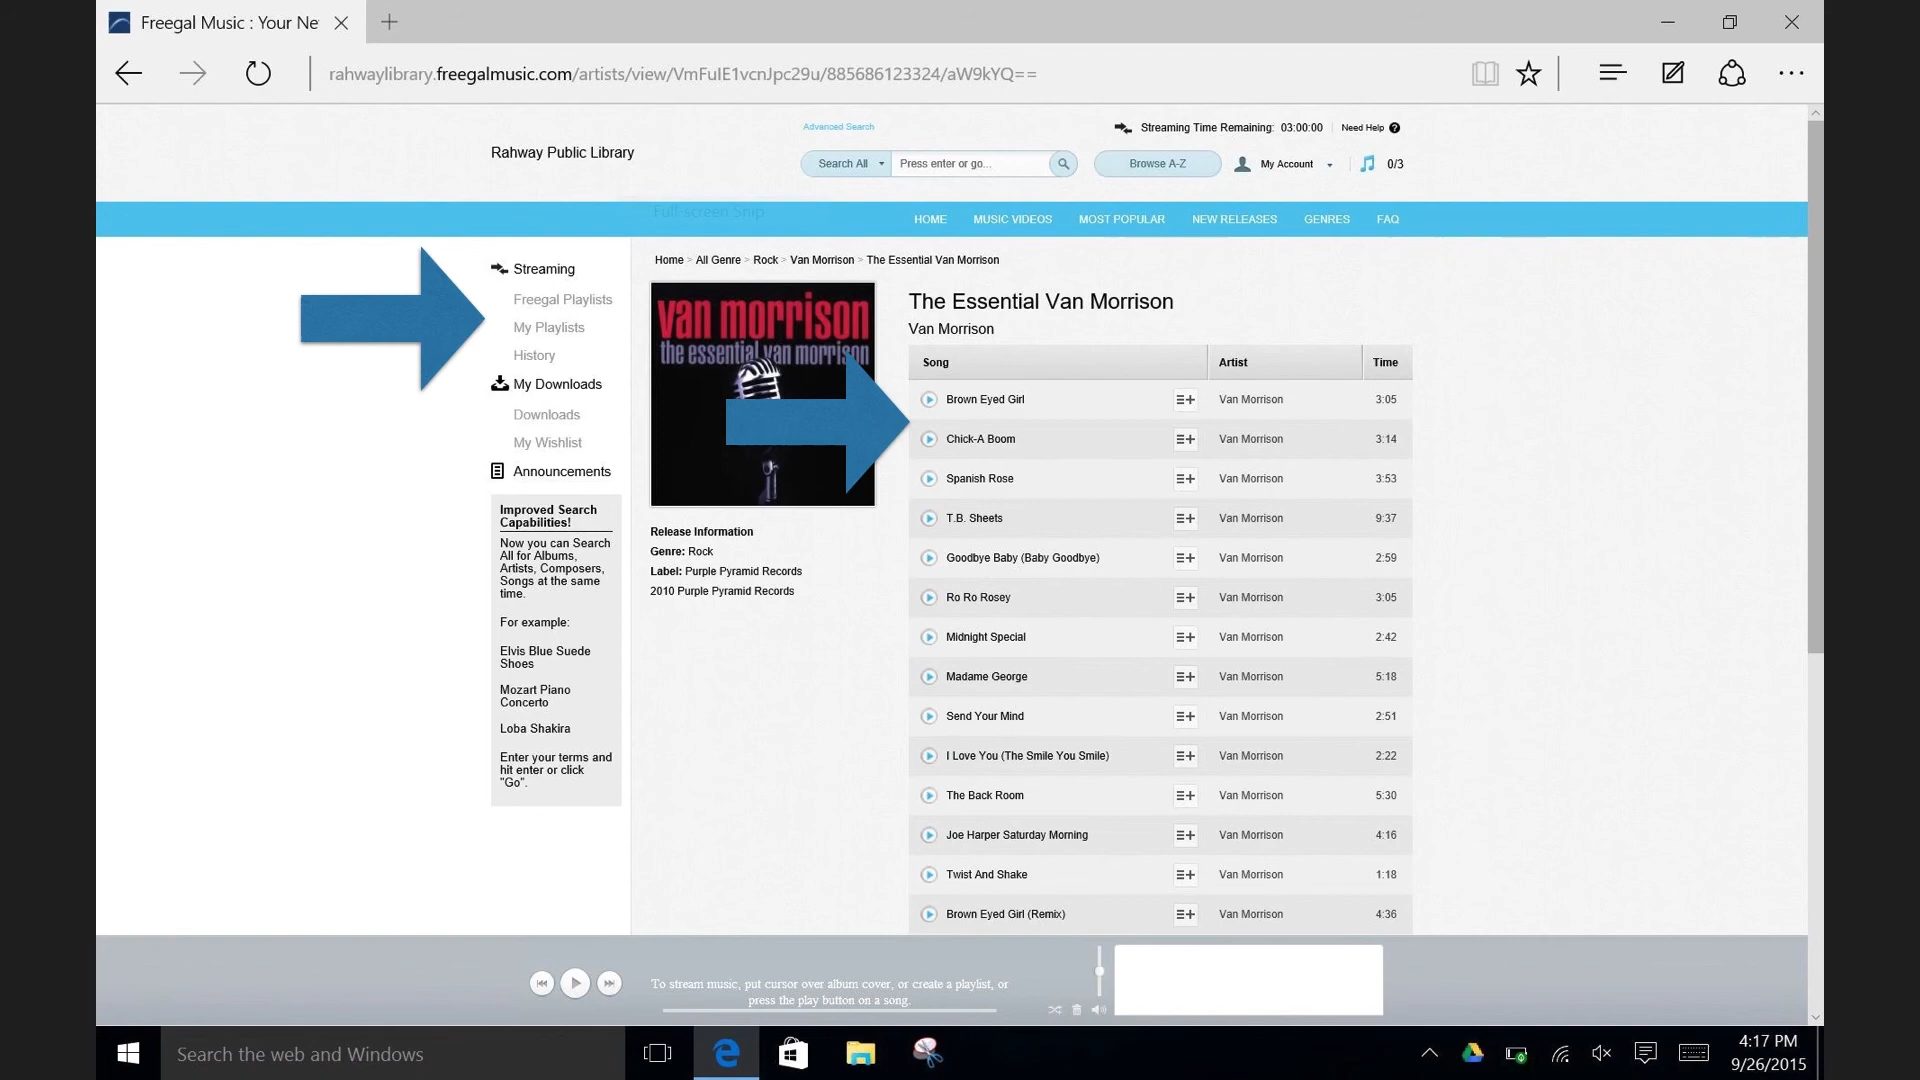 Freegal Music : Your Ne
rahwaylibrary.freegalmusic.com/artists/view/VmFuIE1vcnJpc29u/885686123324/aW9kYQ==
Advanced Search
Streaming Time Remaining: 03:00:00
Need Help ?
Rahway Public Library
Search All
Press enter or go...
Browse A-Z
My Account
0/3
Full-screen Snip
HOME MUSIC VIDEOS MOST POPULAR NEW RELEASES GENRES FAQ
Streaming
Freegal Playlists
My Playlists
History
My Downloads
Downloads
My Wishlist
Announcements
Improved Search
Capabilities!
Now you can Search
All for Albums,
Artists, Composers,
Songs at the same
time.
For example:
Elvis Blue Suede
Shoes
Mozart Piano
Concerto
Loba Shakira
Enter your terms and
hit enter or click
"Go".
Home > All Genre > Rock > Van Morrison > The Essential Van Morrison
van morrison
the essential van morrison
Release Information
Genre: Rock
Label: Purple Pyramid Records
2010 Purple Pyramid Records
The Essential Van Morrison
Van Morrison
Song Artist Time
Brown Eyed Girl Van Morrison 3:05
Chick-A Boom Van Morrison 3:14
Spanish Rose Van Morrison 3:53
T.B. Sheets Van Morrison 9:37
Goodbye Baby (Baby Goodbye) Van Morrison 2:59
Ro Ro Rosey Van Morrison 3:05
Midnight Special Van Morrison 2:42
Madame George Van Morrison 5:18
Send Your Mind Van Morrison 2:51
I Love You (The Smile You Smile) Van Morrison 2:22
The Back Room Van Morrison 5:30
Joe Harper Saturday Morning Van Morrison 4:16
Twist And Shake Van Morrison 1:18
Brown Eyed Girl (Remix) Van Morrison 4:36
To stream music, put cursor over album cover, or create a playlist, or
press the play button on a song.
Search the web and Windows
4:17 PM
9/26/2015